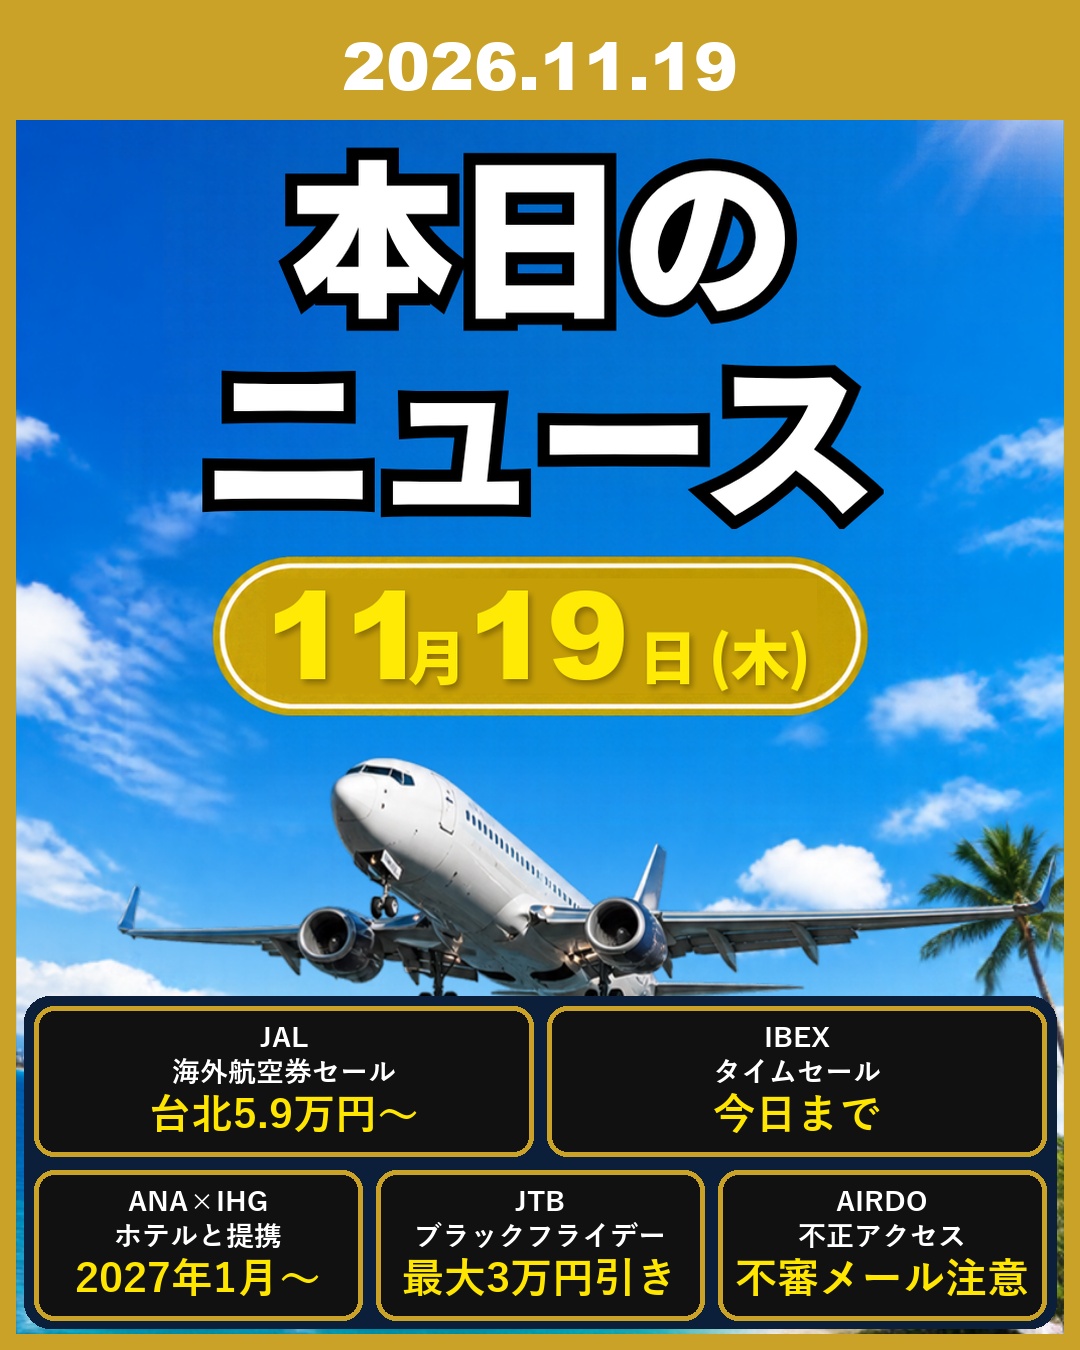 2026.11.19
本日の
ニュース
11月19日(木)
JAL
海外航空券セール
台北5.9万円〜
IBEX
タイムセール
今日まで
ANA×IHG
ホテルと提携
2027年1月〜
JTB
ブラックフライデー
最大3万円引き
AIRDO
不正アクセス
不審メール注意